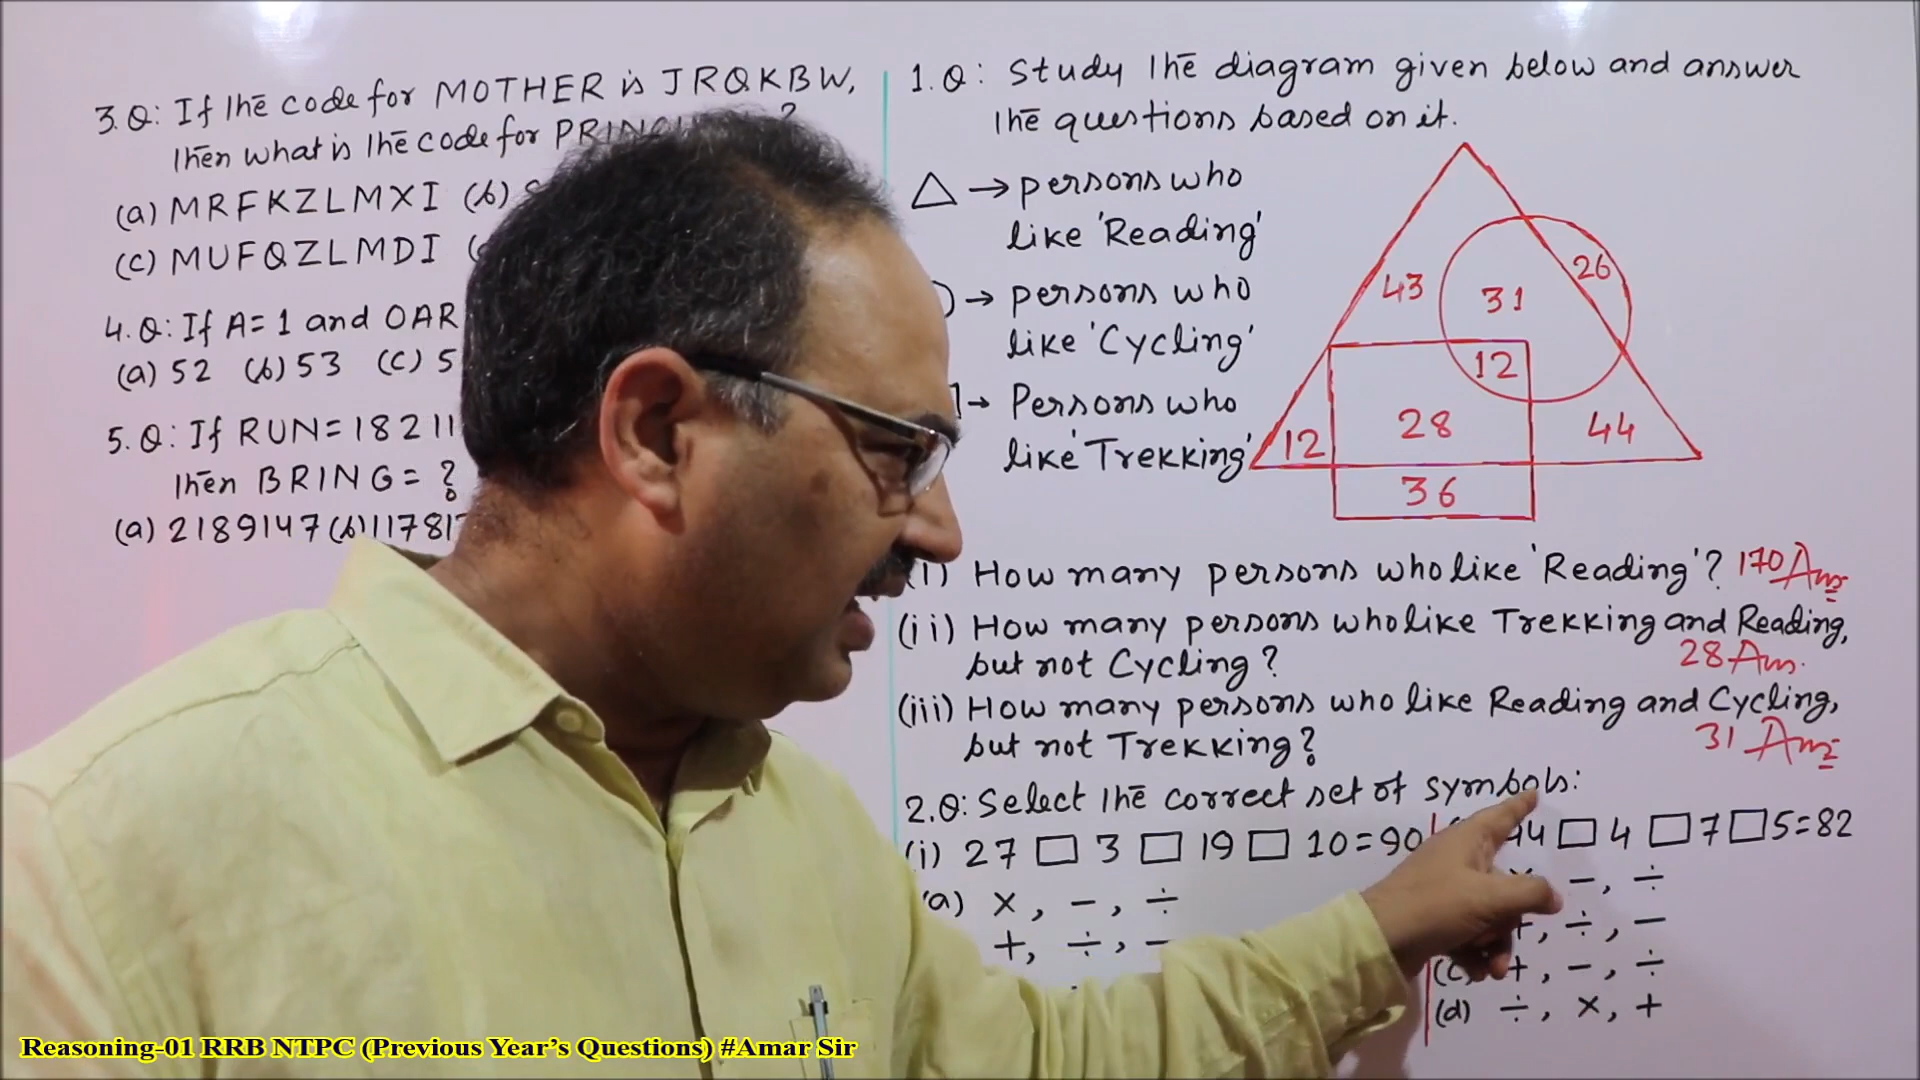 3.Q: If the code for MOTHER is JRQKBW,
then what is the code for
(a) MRFKZLMXI (b)
(c) MUFQZLMDI
4.Q: If A=1 and OAR
(a) 52 (b) 53 (c) 5
5.Q: If RUN=18211
then BRING = ?
(a) 2189147 (b) 11781
1.Q: Study the diagram given below and answer
the questions based on it.
△ → persons who
like 'Reading'
→ persons who
like 'Cycling'
→ Persons who
like 'Trekking'
43
31
26
12
12
28
44
36
(i) How many persons who like 'Reading'? 170 Ans
(ii) How many persons who like Trekking and Reading,
but not Cycling? 28 Ans.
(iii) How many persons who like Reading and Cycling,
but not Trekking? 31 Ans
2.Q: Select the correct set of symbols:
(i) 27 □ 3 □ 19 □ 10 = 90
(a) ×, −, ÷
+, ÷, −
44 □ 4 □ 7 □ 5 = 82
×, −, ÷
+, ÷, −
(c) +, −, ÷
(d) ÷, ×, +
Reasoning-01 RRB NTPC (Previous Year's Questions) #Amar Sir